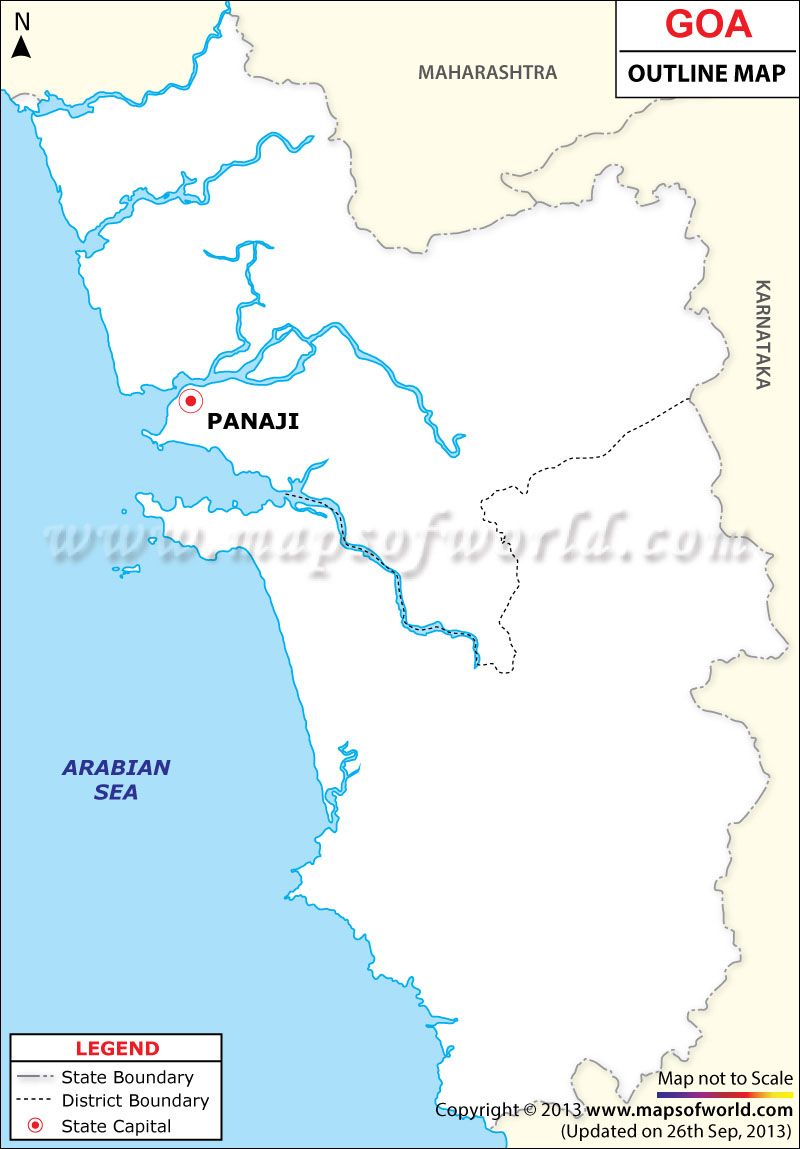 N
GOA
OUTLINE MAP
MAHARASHTRA
KARNATAKA
PANAJI
www.mapsofworld.com
ARABIAN
SEA
LEGEND
State Boundary
District Boundary
State Capital
Map not to Scale
Copyright © 2013 www.mapsofworld.com
(Updated on 26th Sep, 2013)